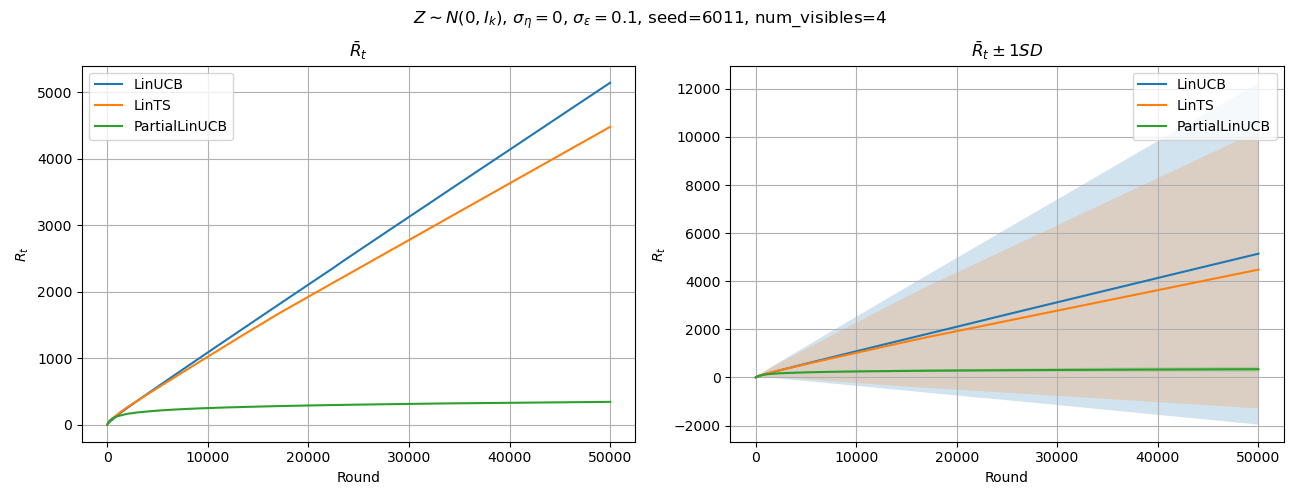 Z ∼ N(0, I_k), σ_η = 0, σ_ε = 0.1, seed=6011, num_visibles=4
R̄_t
LinUCB
LinTS
PartialLinUCB
R_t
5000
4000
3000
2000
1000
0
0 10000 20000 30000 40000 50000
Round
R̄_t ± 1SD
LinUCB
LinTS
PartialLinUCB
R_t
12000
10000
8000
6000
4000
2000
0
−2000
0 10000 20000 30000 40000 50000
Round